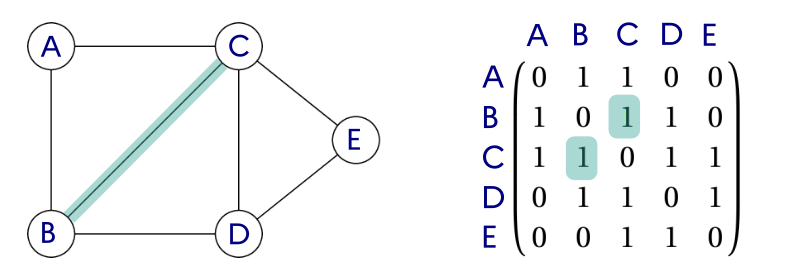 A C
E
B D
A B C D E
A 0 1 1 0 0
B 1 0 1 1 0
C 1 1 0 1 1
D 0 1 1 0 1
E 0 0 1 1 0